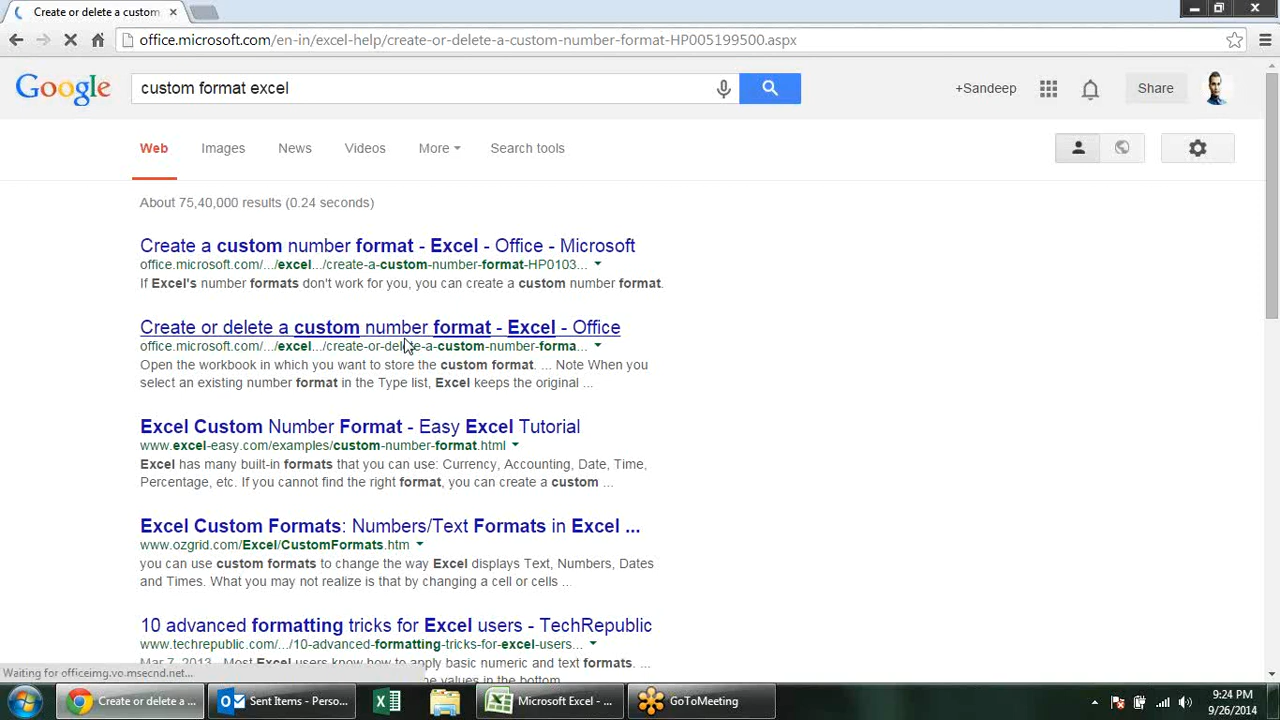 Create or delete a custom
office.microsoft.com/en-in/excel-help/create-or-delete-a-custom-number-format-HP005199500.aspx
Google
custom format excel
+Sandeep
Share
Web
Images
News
Videos
More
Search tools
About 75,40,000 results (0.24 seconds)
Create a custom number format - Excel - Office - Microsoft
office.microsoft.com/.../excel.../create-a-custom-number-format-HP0103...
If Excel's number formats don't work for you, you can create a custom number format.
Create or delete a custom number format - Excel - Office
office.microsoft.com/.../excel.../create-or-delete-a-custom-number-forma...
Open the workbook in which you want to store the custom format. ... Note When you
select an existing number format in the Type list, Excel keeps the original ...
Excel Custom Number Format - Easy Excel Tutorial
www.excel-easy.com/examples/custom-number-format.html
Excel has many built-in formats that you can use: Currency, Accounting, Date, Time,
Percentage, etc. If you cannot find the right format, you can create a custom ...
Excel Custom Formats: Numbers/Text Formats in Excel ...
www.ozgrid.com/Excel/CustomFormats.htm
you can use custom formats to change the way Excel displays Text, Numbers, Dates
and Times. What you may not realize is that by changing a cell or cells ...
10 advanced formatting tricks for Excel users - TechRepublic
www.techrepublic.com/.../10-advanced-formatting-tricks-for-excel-users...
Mar 7, 2013 - Most Excel users know how to apply basic numeric and text formats. ...
the values in the bottom
Waiting for officeimg.vo.msecnd.net...
Create or delete a ...
Sent Items - Perso...
Microsoft Excel - ...
GoToMeeting
9:24 PM
9/26/2014